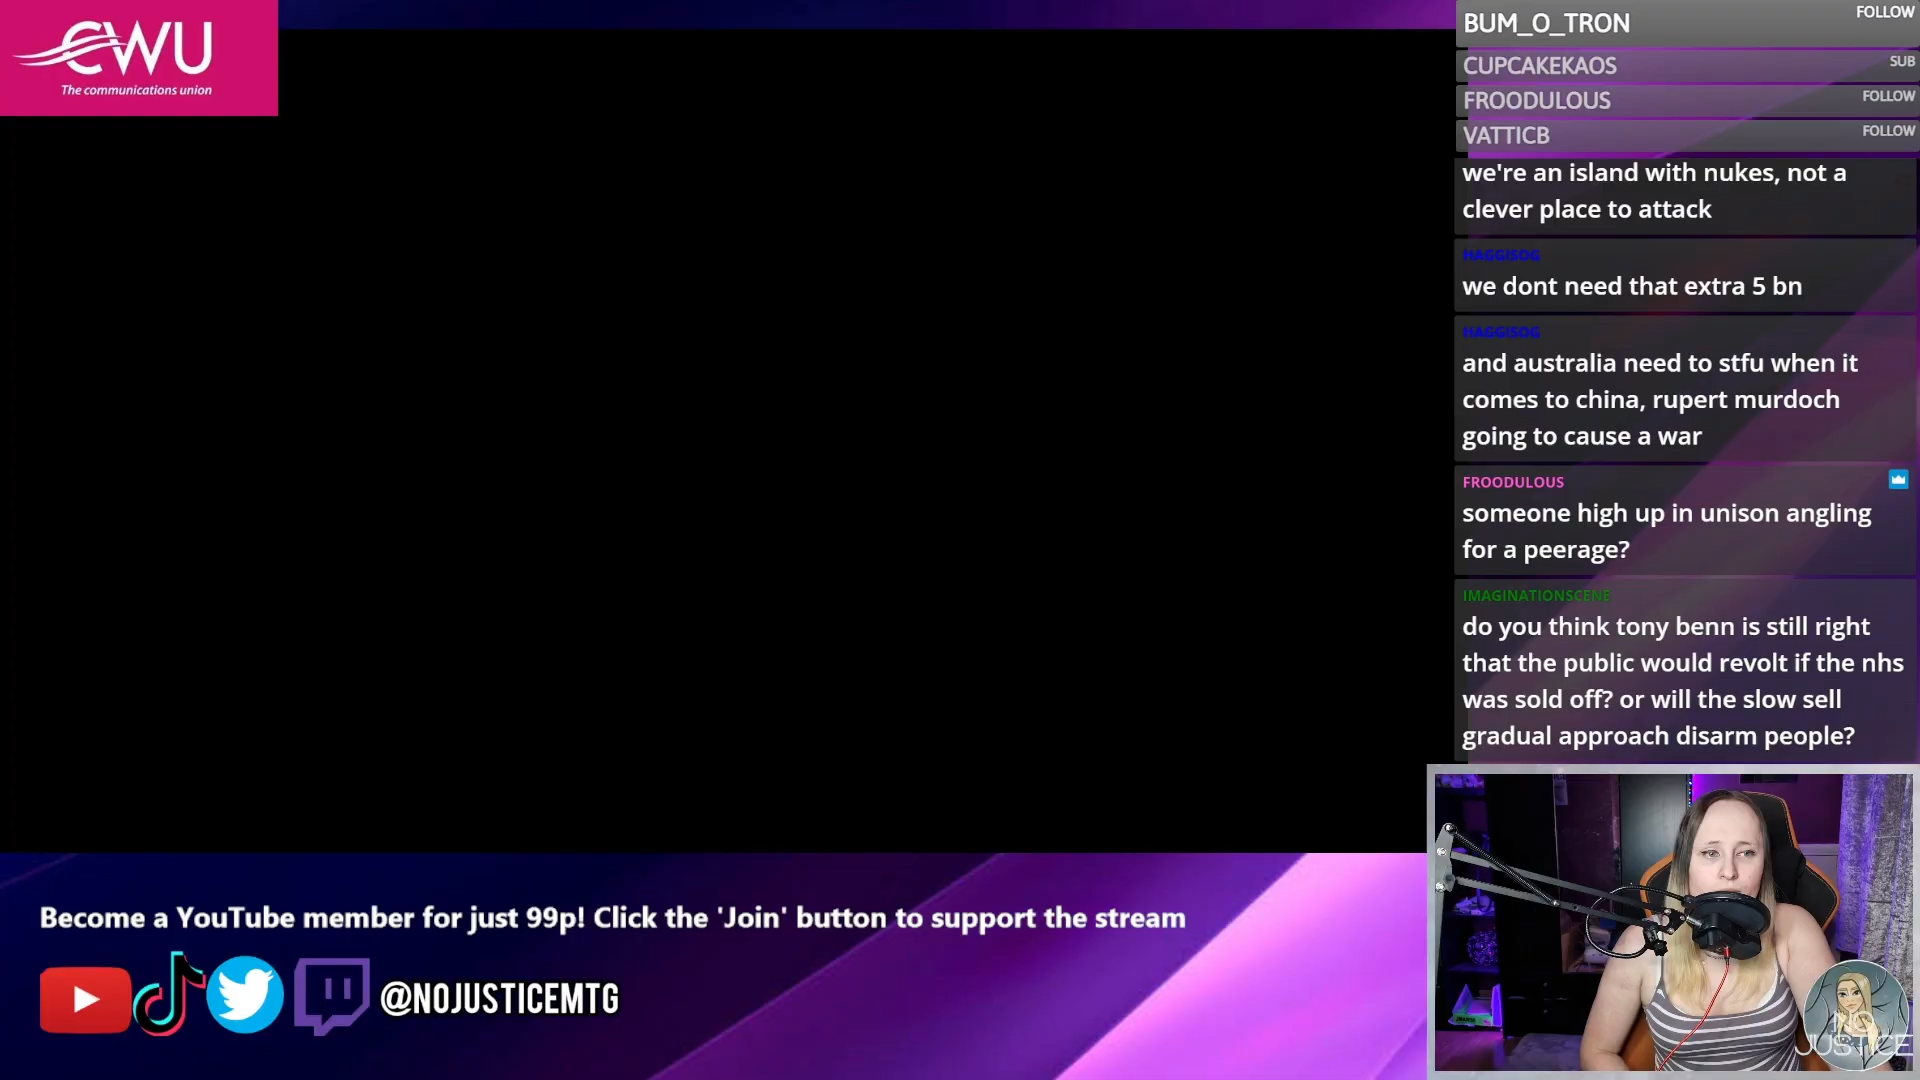 CWU
The communications union
BUM_O_TRON FOLLOW
CUPCAKEKAOS SUB
FROODULOUS FOLLOW
VATTICB FOLLOW
we're an island with nukes, not a
clever place to attack
HAGGISOG
we dont need that extra 5 bn
HAGGISOG
and australia need to stfu when it
comes to china, rupert murdoch
going to cause a war
FROODULOUS
someone high up in unison angling
for a peerage?
IMAGINATIONSCENE
do you think tony benn is still right
that the public would revolt if the nhs
was sold off? or will the slow sell
gradual approach disarm people?
Become a YouTube member for just 99p! Click the 'Join' button to support the stream
@NOJUSTICEMTG
NO
JUSTICE